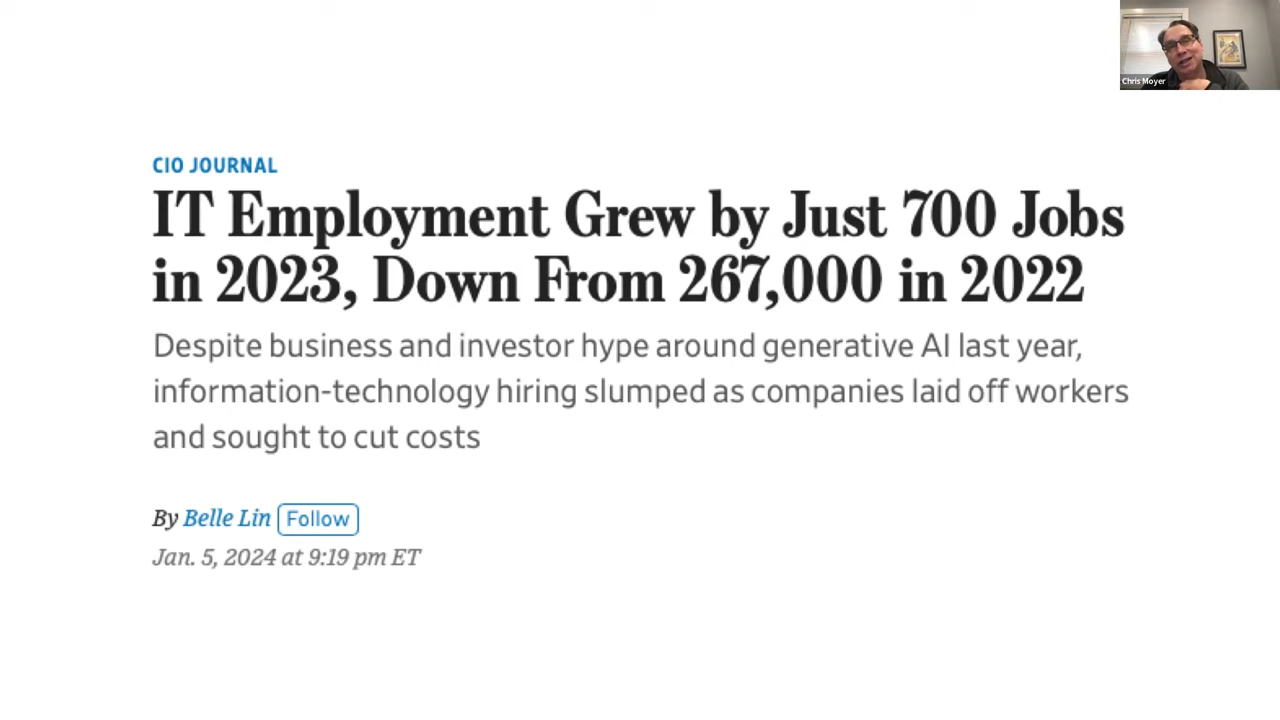 Chris Moyer
CIO JOURNAL
IT Employment Grew by Just 700 Jobs
in 2023, Down From 267,000 in 2022
Despite business and investor hype around generative AI last year,
information-technology hiring slumped as companies laid off workers
and sought to cut costs
By Belle Lin Follow
Jan. 5, 2024 at 9:19 pm ET